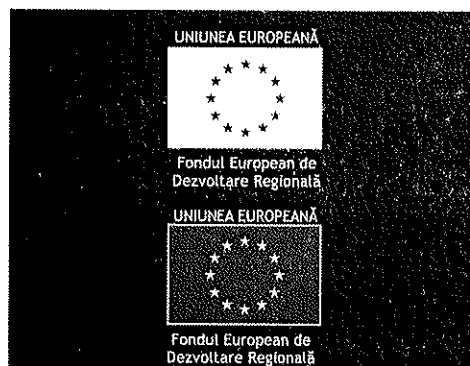 UNIUNEA EUROPEANĂ
Fondul European de
Dezvoltare Regională
UNIUNEA EUROPEANĂ
Fondul European de
Dezvoltare Regională